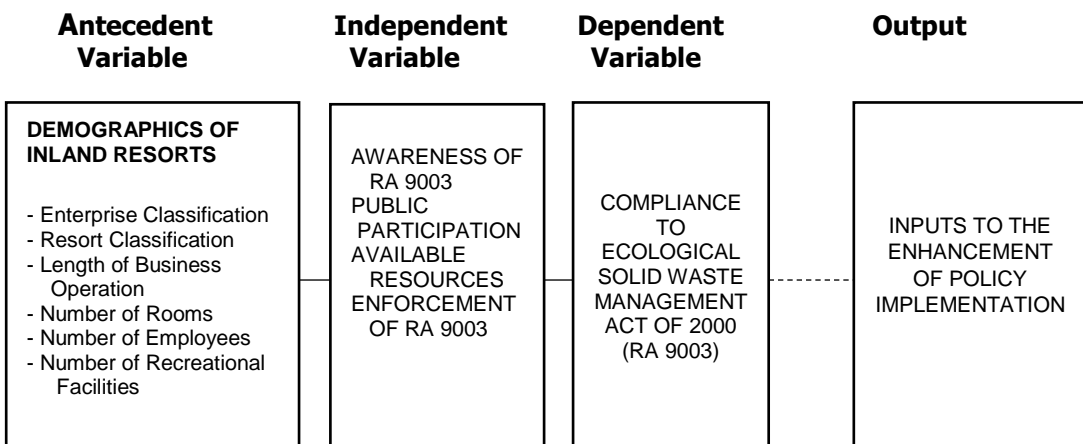 Antecedent Variable
Independent Variable
Dependent Variable
Output
DEMOGRAPHICS OF
INLAND RESORTS
- Enterprise Classification
- Resort Classification
- Length of Business
Operation
- Number of Rooms
- Number of Employees
- Number of Recreational
Facilities
AWARENESS OF
RA 9003
PUBLIC
PARTICIPATION
AVAILABLE
RESOURCES
ENFORCEMENT
OF RA 9003
COMPLIANCE
TO
ECOLOGICAL
SOLID WASTE
MANAGEMENT
ACT OF 2000
(RA 9003)
INPUTS TO THE
ENHANCEMENT
OF POLICY
IMPLEMENTATION